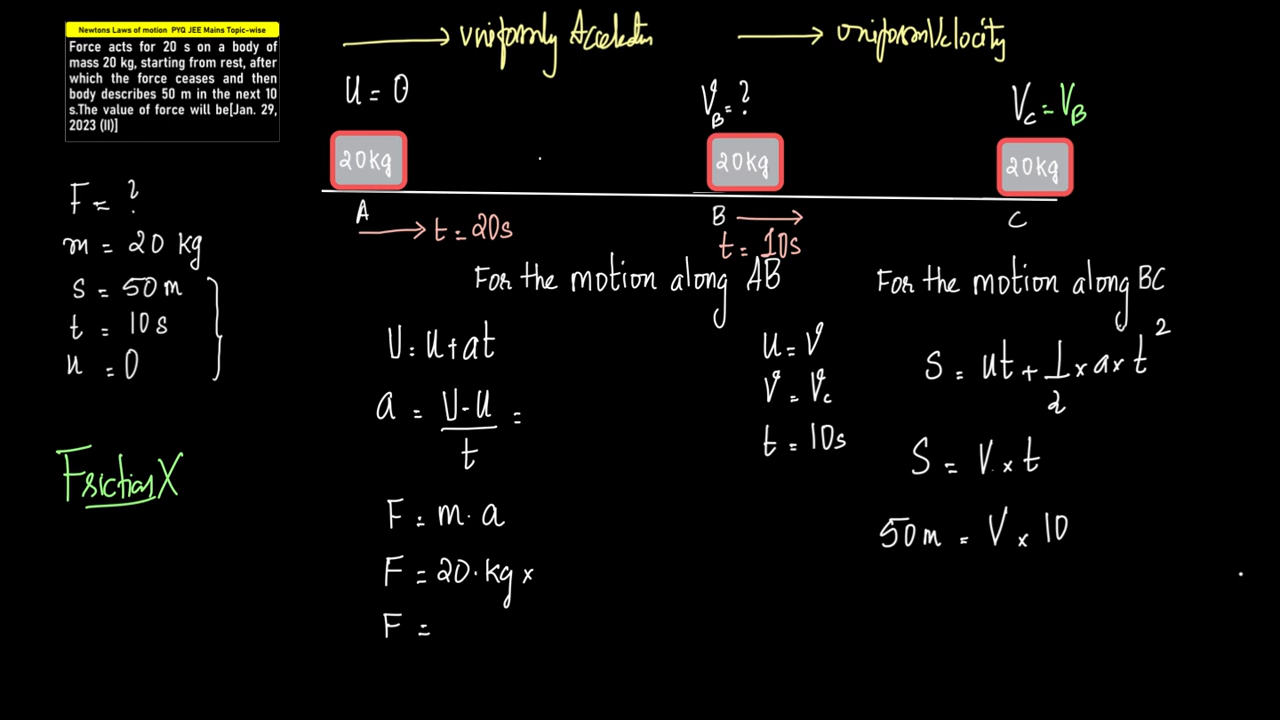 Newtons Laws of motion PYQ JEE Mains Topic-wise
Force acts for 20 s on a body of
mass 20 kg, starting from rest, after
which the force ceases and then
body describes 50 m in the next 10
s.The value of force will be[Jan. 29,
2023 (II)]
F = ?
m = 20 kg
S = 50 m
t = 10 s
u = 0
Friction X
→ uniformly → uniform Velocity
u = 0 V_B = ? V_C = V_B
20kg 20kg 20kg
A B C
→ t = 20s → t = 10s
For the motion along AB
V = u + at
a = V - u / t =
F = m . a
F = 20 . kg ×
F =
u = V
V = V_C
t = 10s
For the motion along BC
S = ut + 1/2 × a × t²
S = V × t
50 m = V × 10